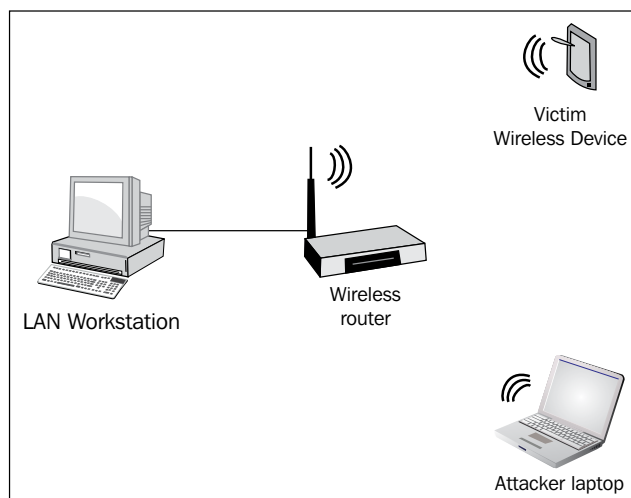 Victim
Wireless Device
Wireless
router
LAN Workstation
Attacker laptop